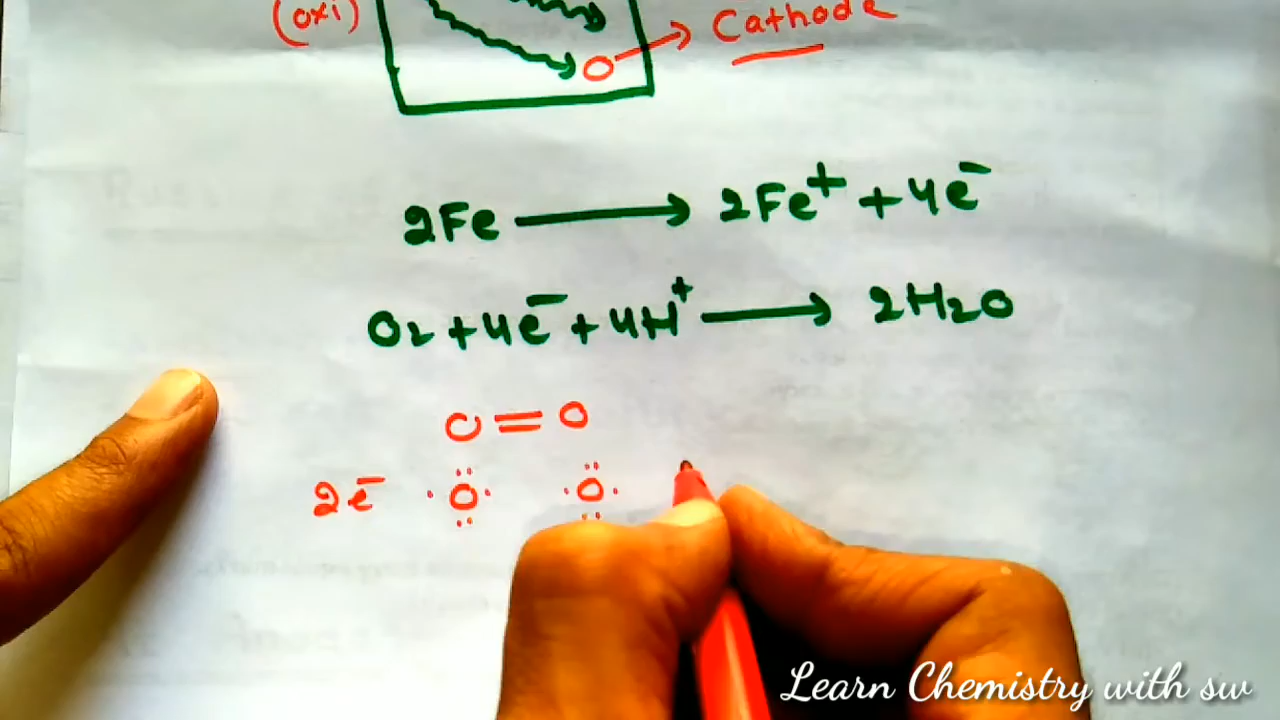 (oxi)
Cathode
2Fe ⟶ 2Fe⁺ + 4e⁻
O₂ + 4e⁻ + 4H⁺ ⟶ 2H₂O
O = O
2e⁻ O O
Learn Chemistry with sw